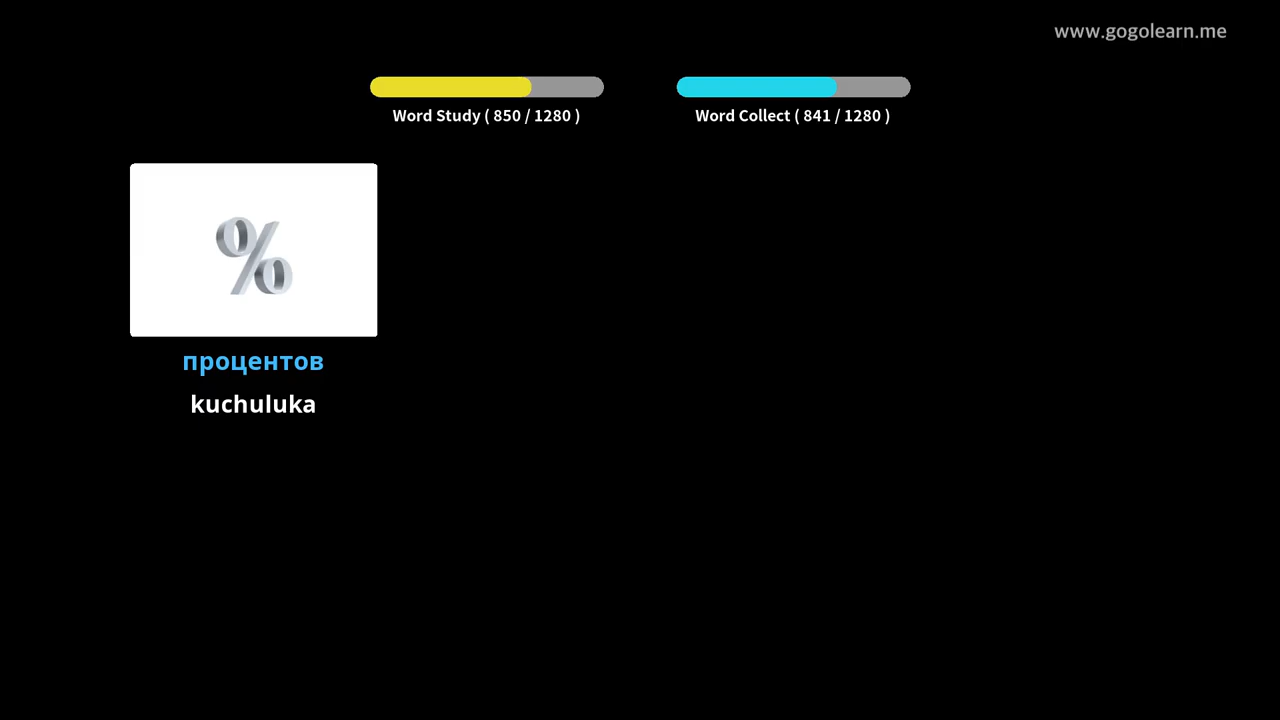 www.gogolearn.me
Word Study ( 850 / 1280 )
Word Collect ( 841 / 1280 )
%
процентов
kuchuluka